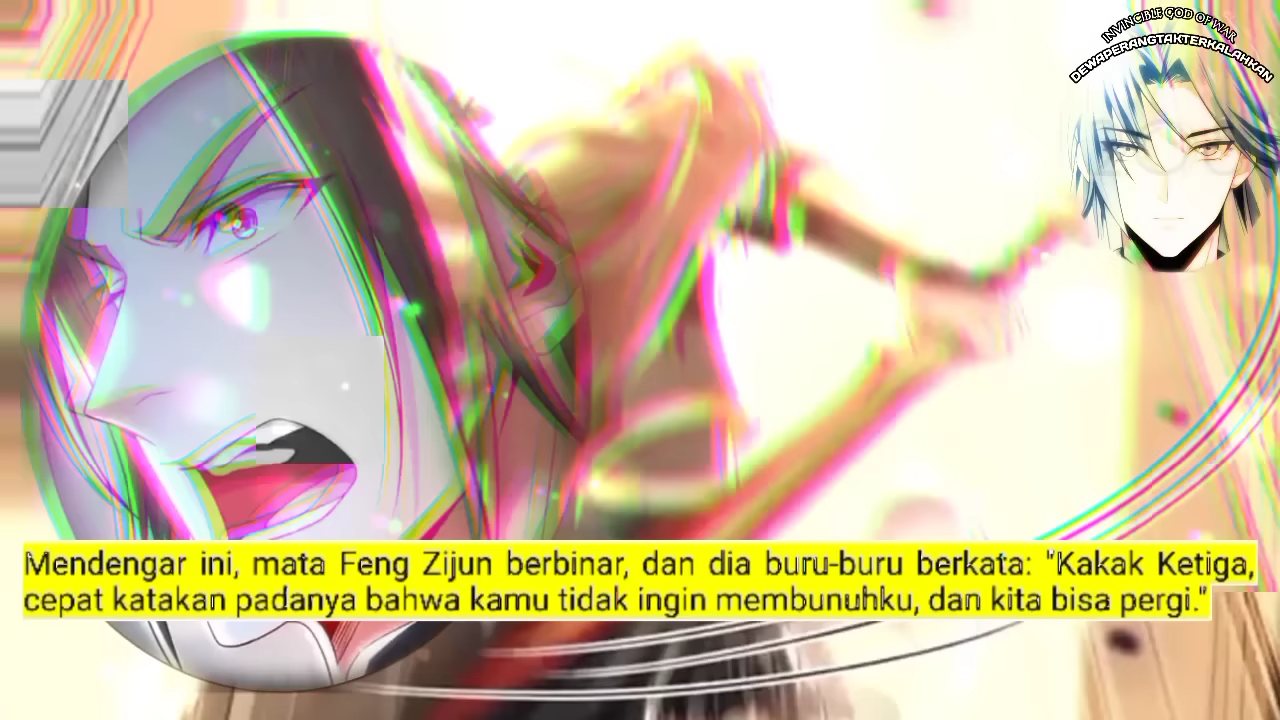 INVINCIBLE GOD OF WAR
DEWAPERANGTAKTERKALAHKAN
Mendengar ini, mata Feng Zijun berbinar, dan dia buru-buru berkata: "Kakak Ketiga,
cepat katakan padanya bahwa kamu tidak ingin membunuhku, dan kita bisa pergi."